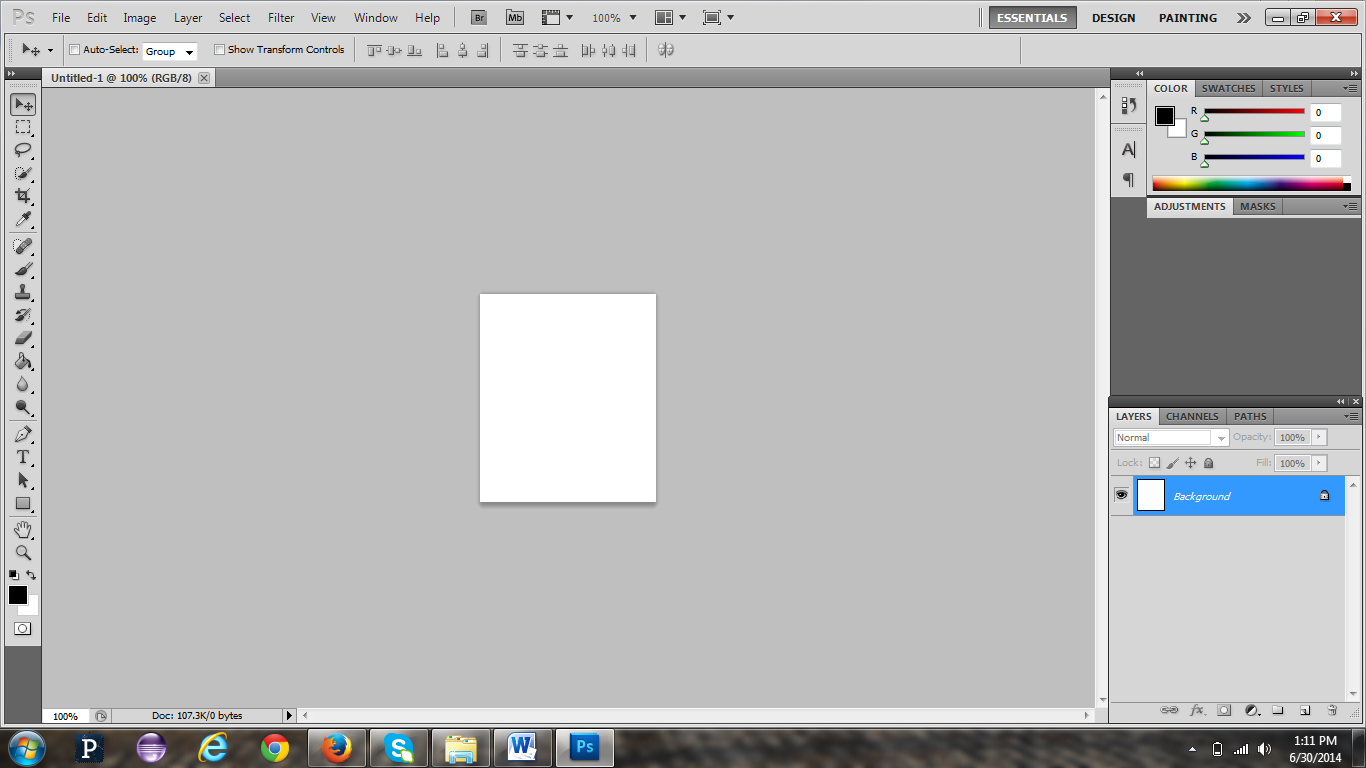 Ps File Edit Image Layer Select Filter View Window Help Br Mb 100% ESSENTIALS DESIGN PAINTING
Auto-Select: Group Show Transform Controls
Untitled-1 @ 100% (RGB/8)
COLOR SWATCHES STYLES
R 0
G 0
B 0
ADJUSTMENTS MASKS
LAYERS CHANNELS PATHS
Normal Opacity: 100%
Lock: Fill: 100%
Background
100% Doc: 107.3K/0 bytes
1:11 PM
6/30/2014